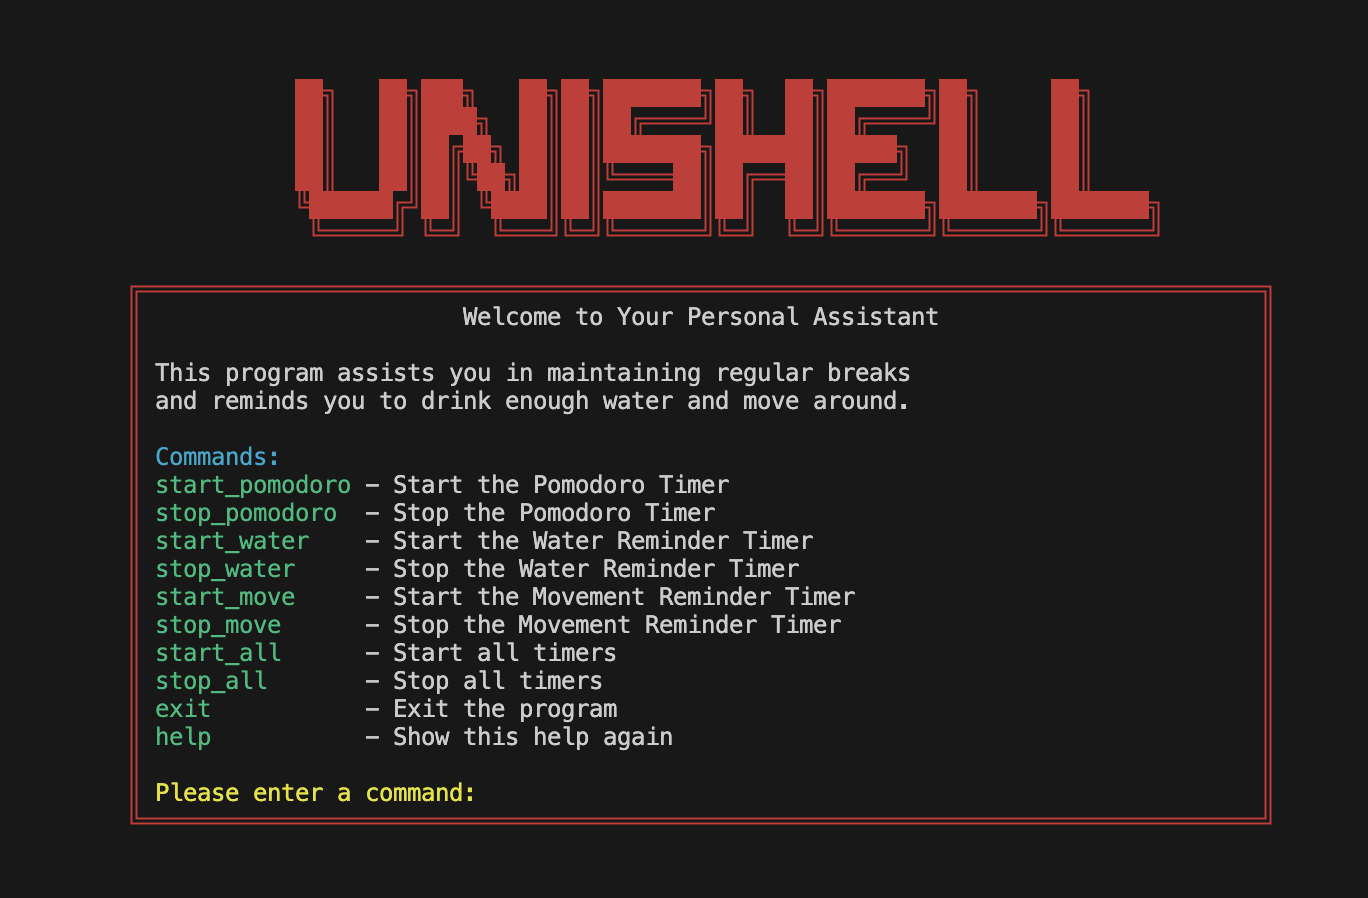 UNISHELL
Welcome to Your Personal Assistant
This program assists you in maintaining regular breaks
and reminds you to drink enough water and move around.
Commands:
start_pomodoro - Start the Pomodoro Timer
stop_pomodoro - Stop the Pomodoro Timer
start_water - Start the Water Reminder Timer
stop_water - Stop the Water Reminder Timer
start_move - Start the Movement Reminder Timer
stop_move - Stop the Movement Reminder Timer
start_all - Start all timers
stop_all - Stop all timers
exit - Exit the program
help - Show this help again
Please enter a command: